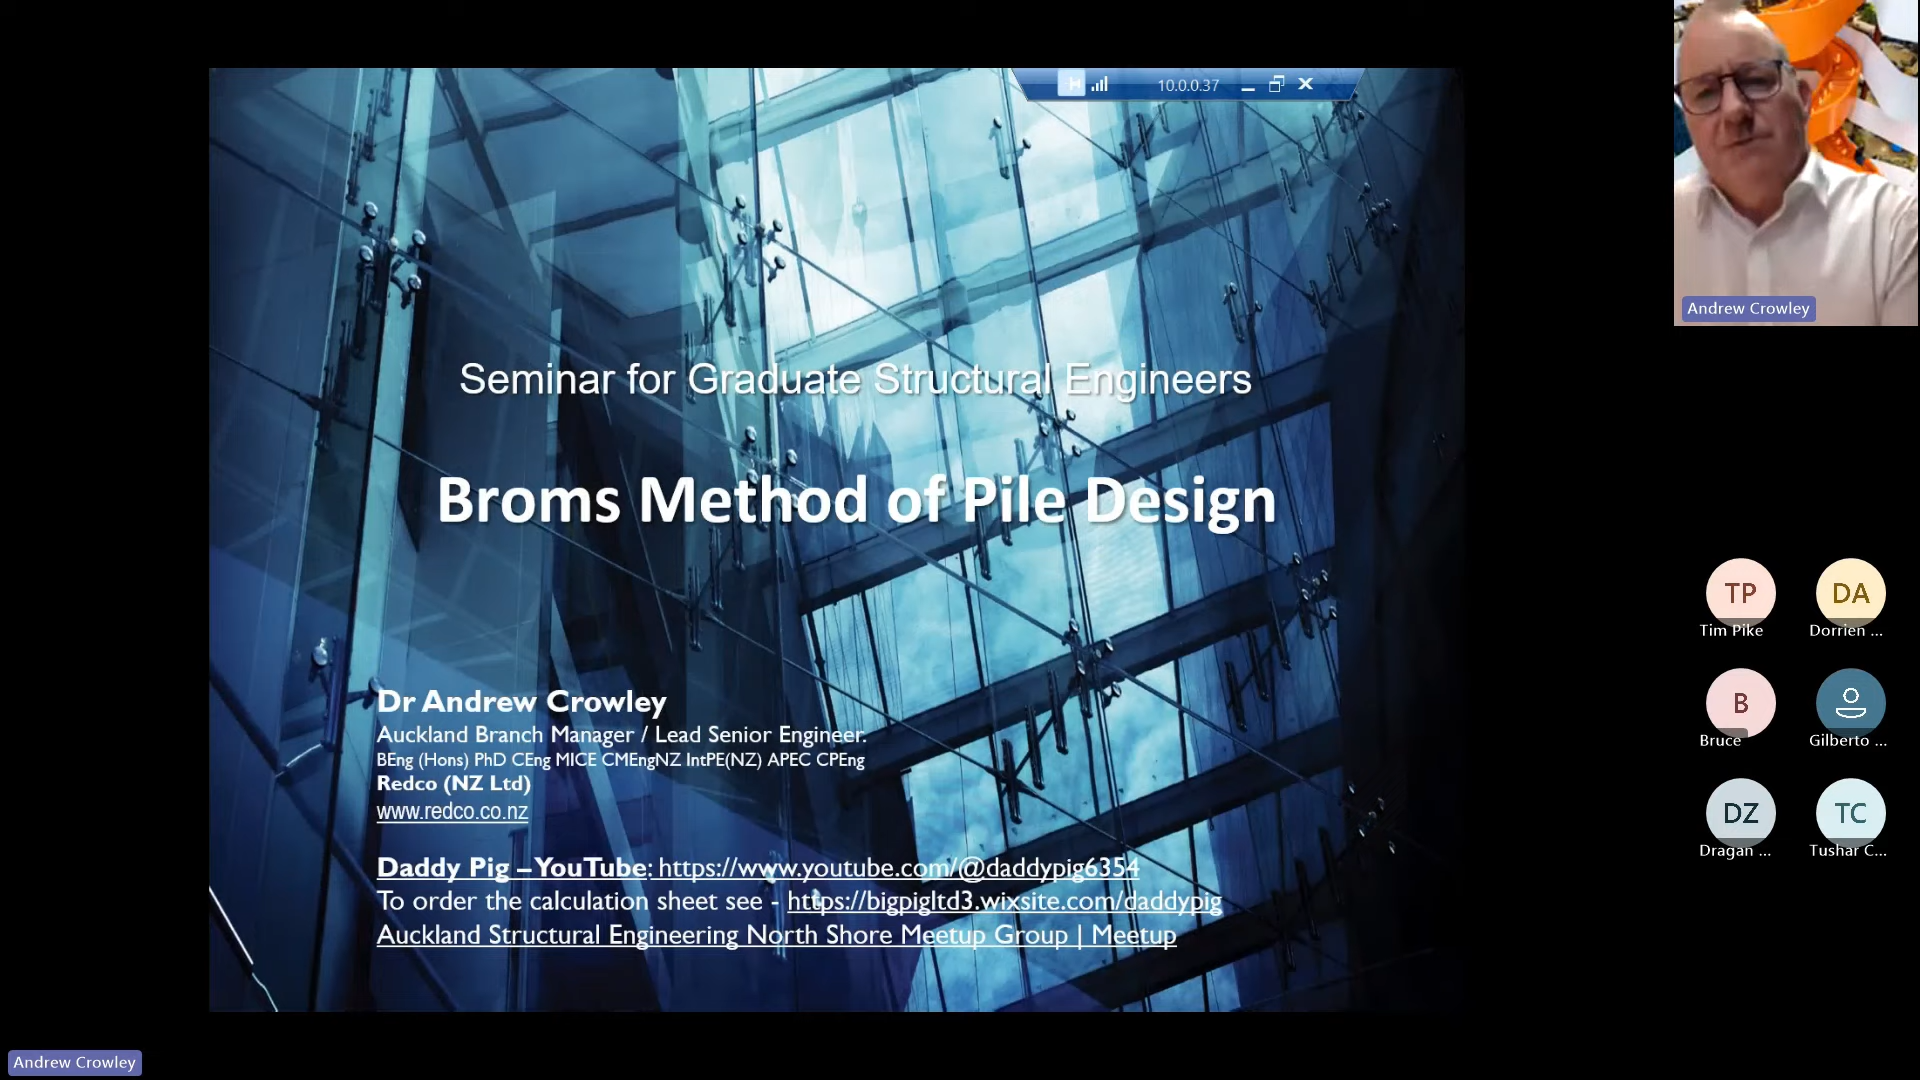 H
10.0.0.37
Andrew Crowley
Seminar for Graduate Structural Engineers
Broms Method of Pile Design
Dr Andrew Crowley
Auckland Branch Manager / Lead Senior Engineer.
BEng (Hons) PhD CEng MICE CMEngNZ IntPE(NZ) APEC CPEng
Redco (NZ Ltd)
www.redco.co.nz
Daddy Pig – YouTube: https://www.youtube.com/@daddypig6354
To order the calculation sheet see - https://bigpigltd3.wixsite.com/daddypig
Auckland Structural Engineering North Shore Meetup Group | Meetup
TP
Tim Pike
DA
Dorrien ...
B
Bruce
Gilberto ...
DZ
Dragan ...
TC
Tushar C...
Andrew Crowley